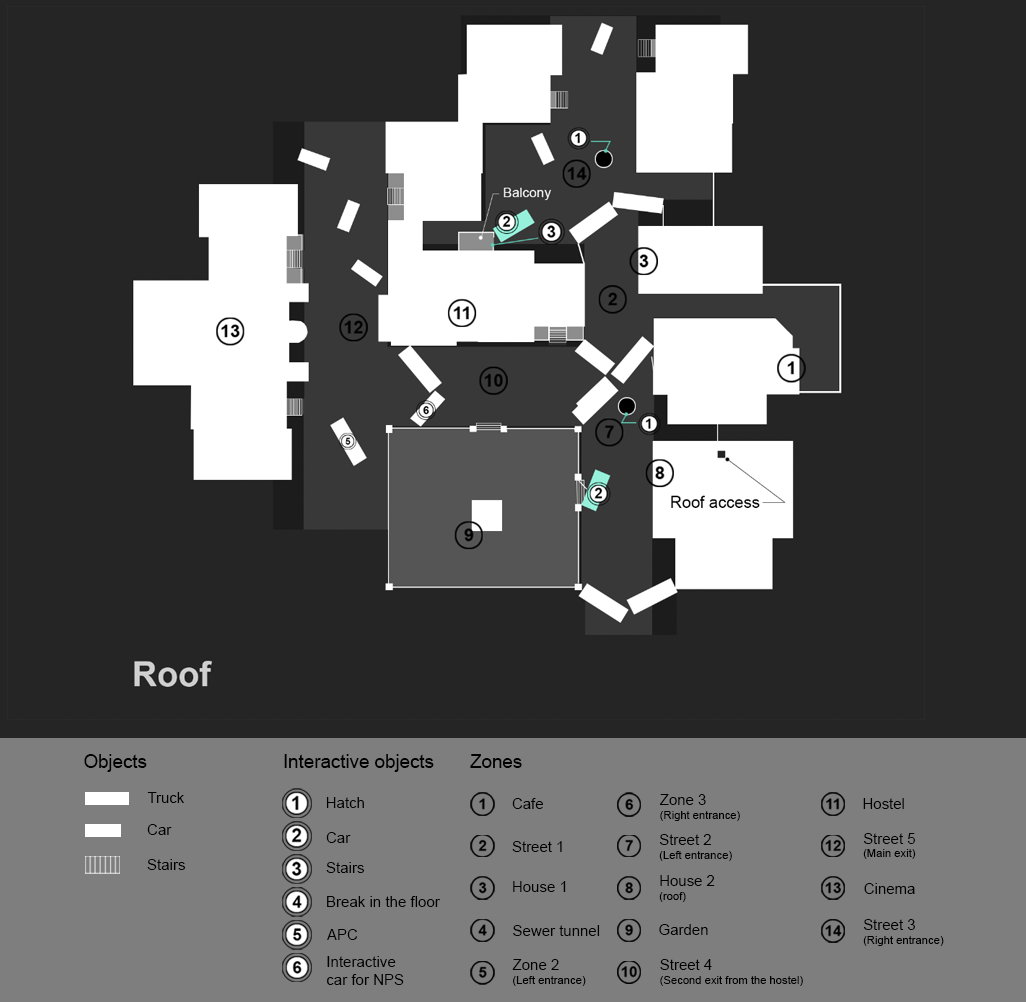 1
14
Balcony
2
3
3
2
13
12
11
1
10
6
7
1
5
8
2
Roof access
9
Roof
Objects
Truck
Car
Stairs
Interactive objects
1 Hatch
2 Car
3 Stairs
4 Break in the floor
5 APC
6 Interactive
car for NPS
Zones
1 Cafe
2 Street 1
3 House 1
4 Sewer tunnel
5 Zone 2
(Left entrance)
6 Zone 3
(Right entrance)
7 Street 2
(Left entrance)
8 House 2
(roof)
9 Garden
10 Street 4
(Second exit from the hostel)
11 Hostel
12 Street 5
(Main exit)
13 Cinema
14 Street 3
(Right entrance)